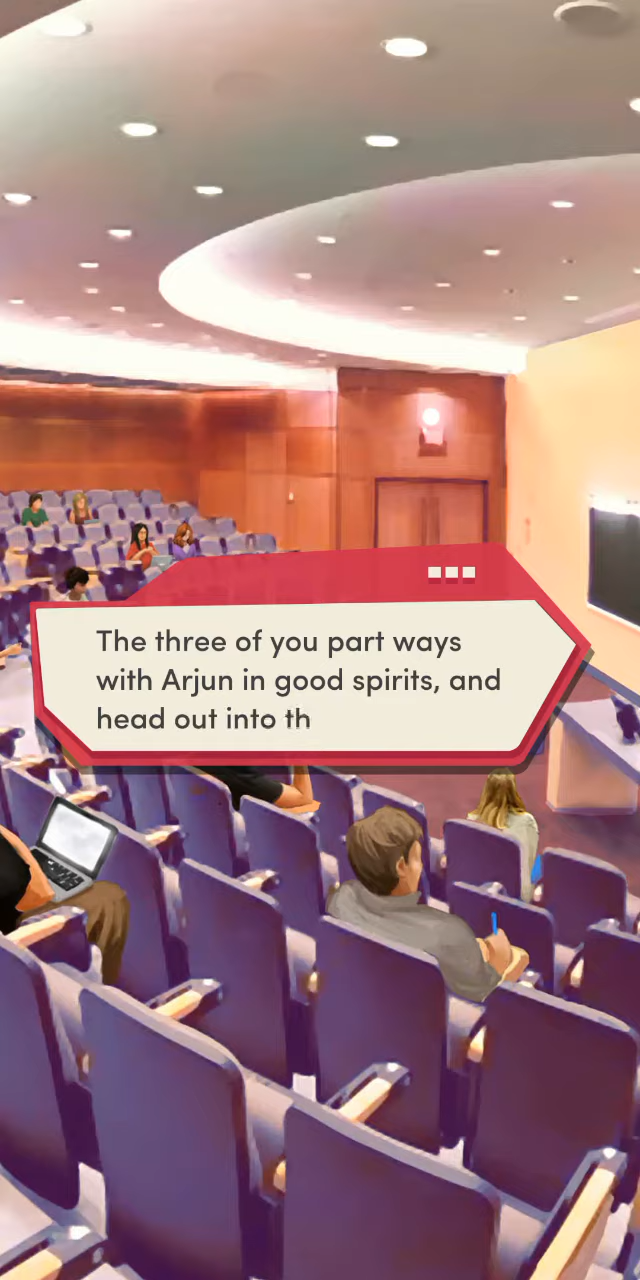 The three of you part ways
with Arjun in good spirits, and
head out into th